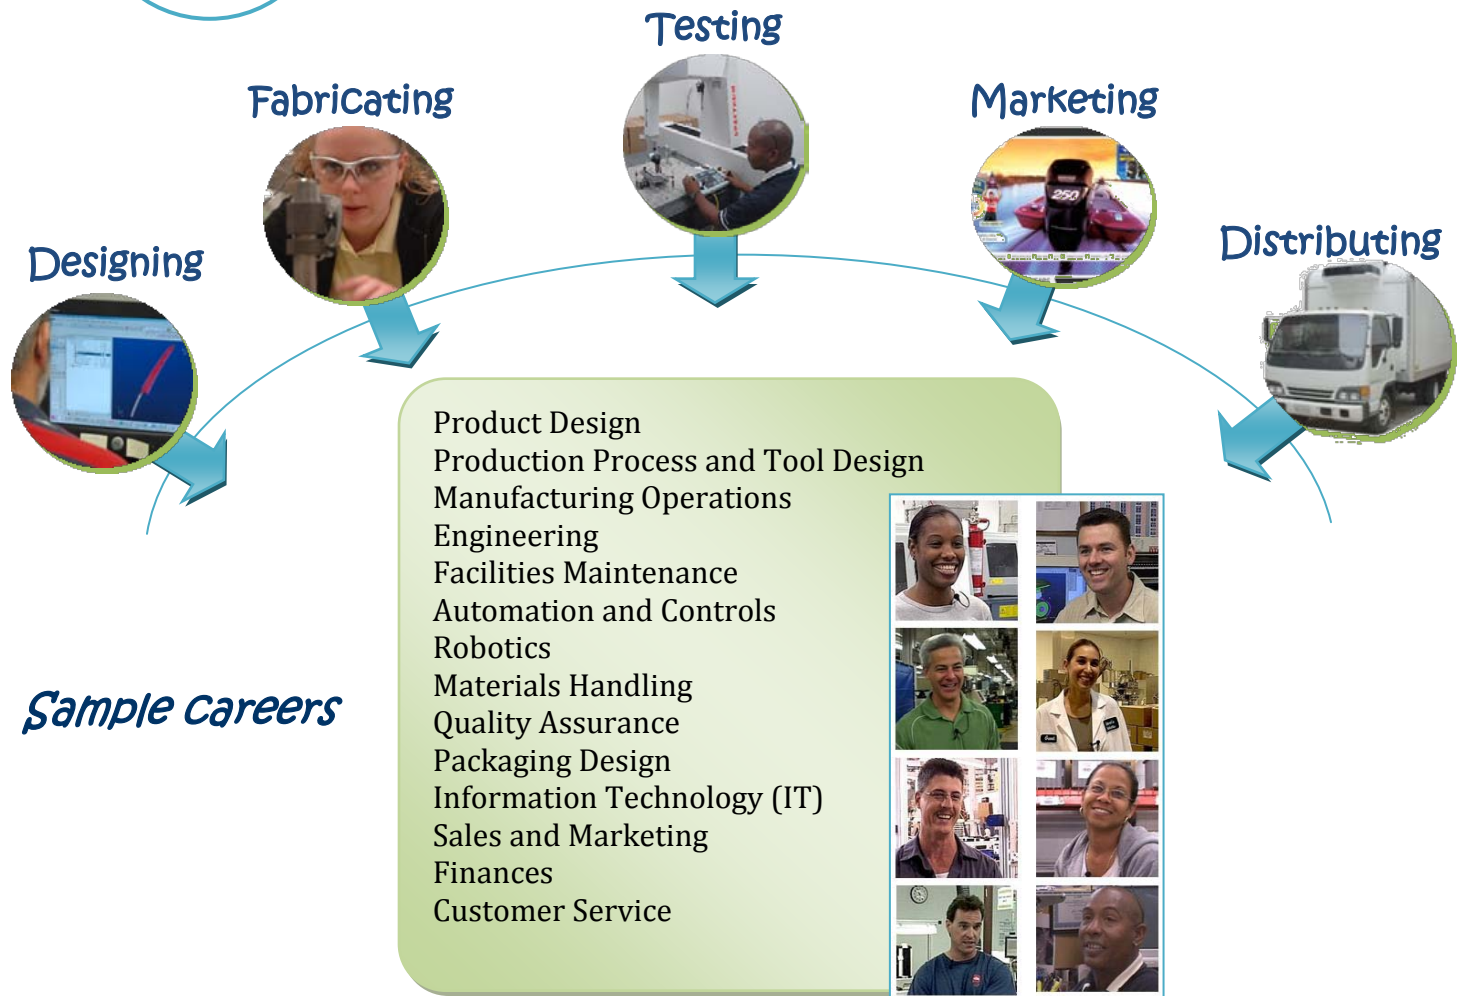 Testing
Fabricating
Marketing
Designing
Distributing
250
Product Design
Production Process and Tool Design
Manufacturing Operations
Engineering
Facilities Maintenance
Automation and Controls
Robotics
Materials Handling
Quality Assurance
Packaging Design
Information Technology (IT)
Sales and Marketing
Finances
Customer Service
Sample careers